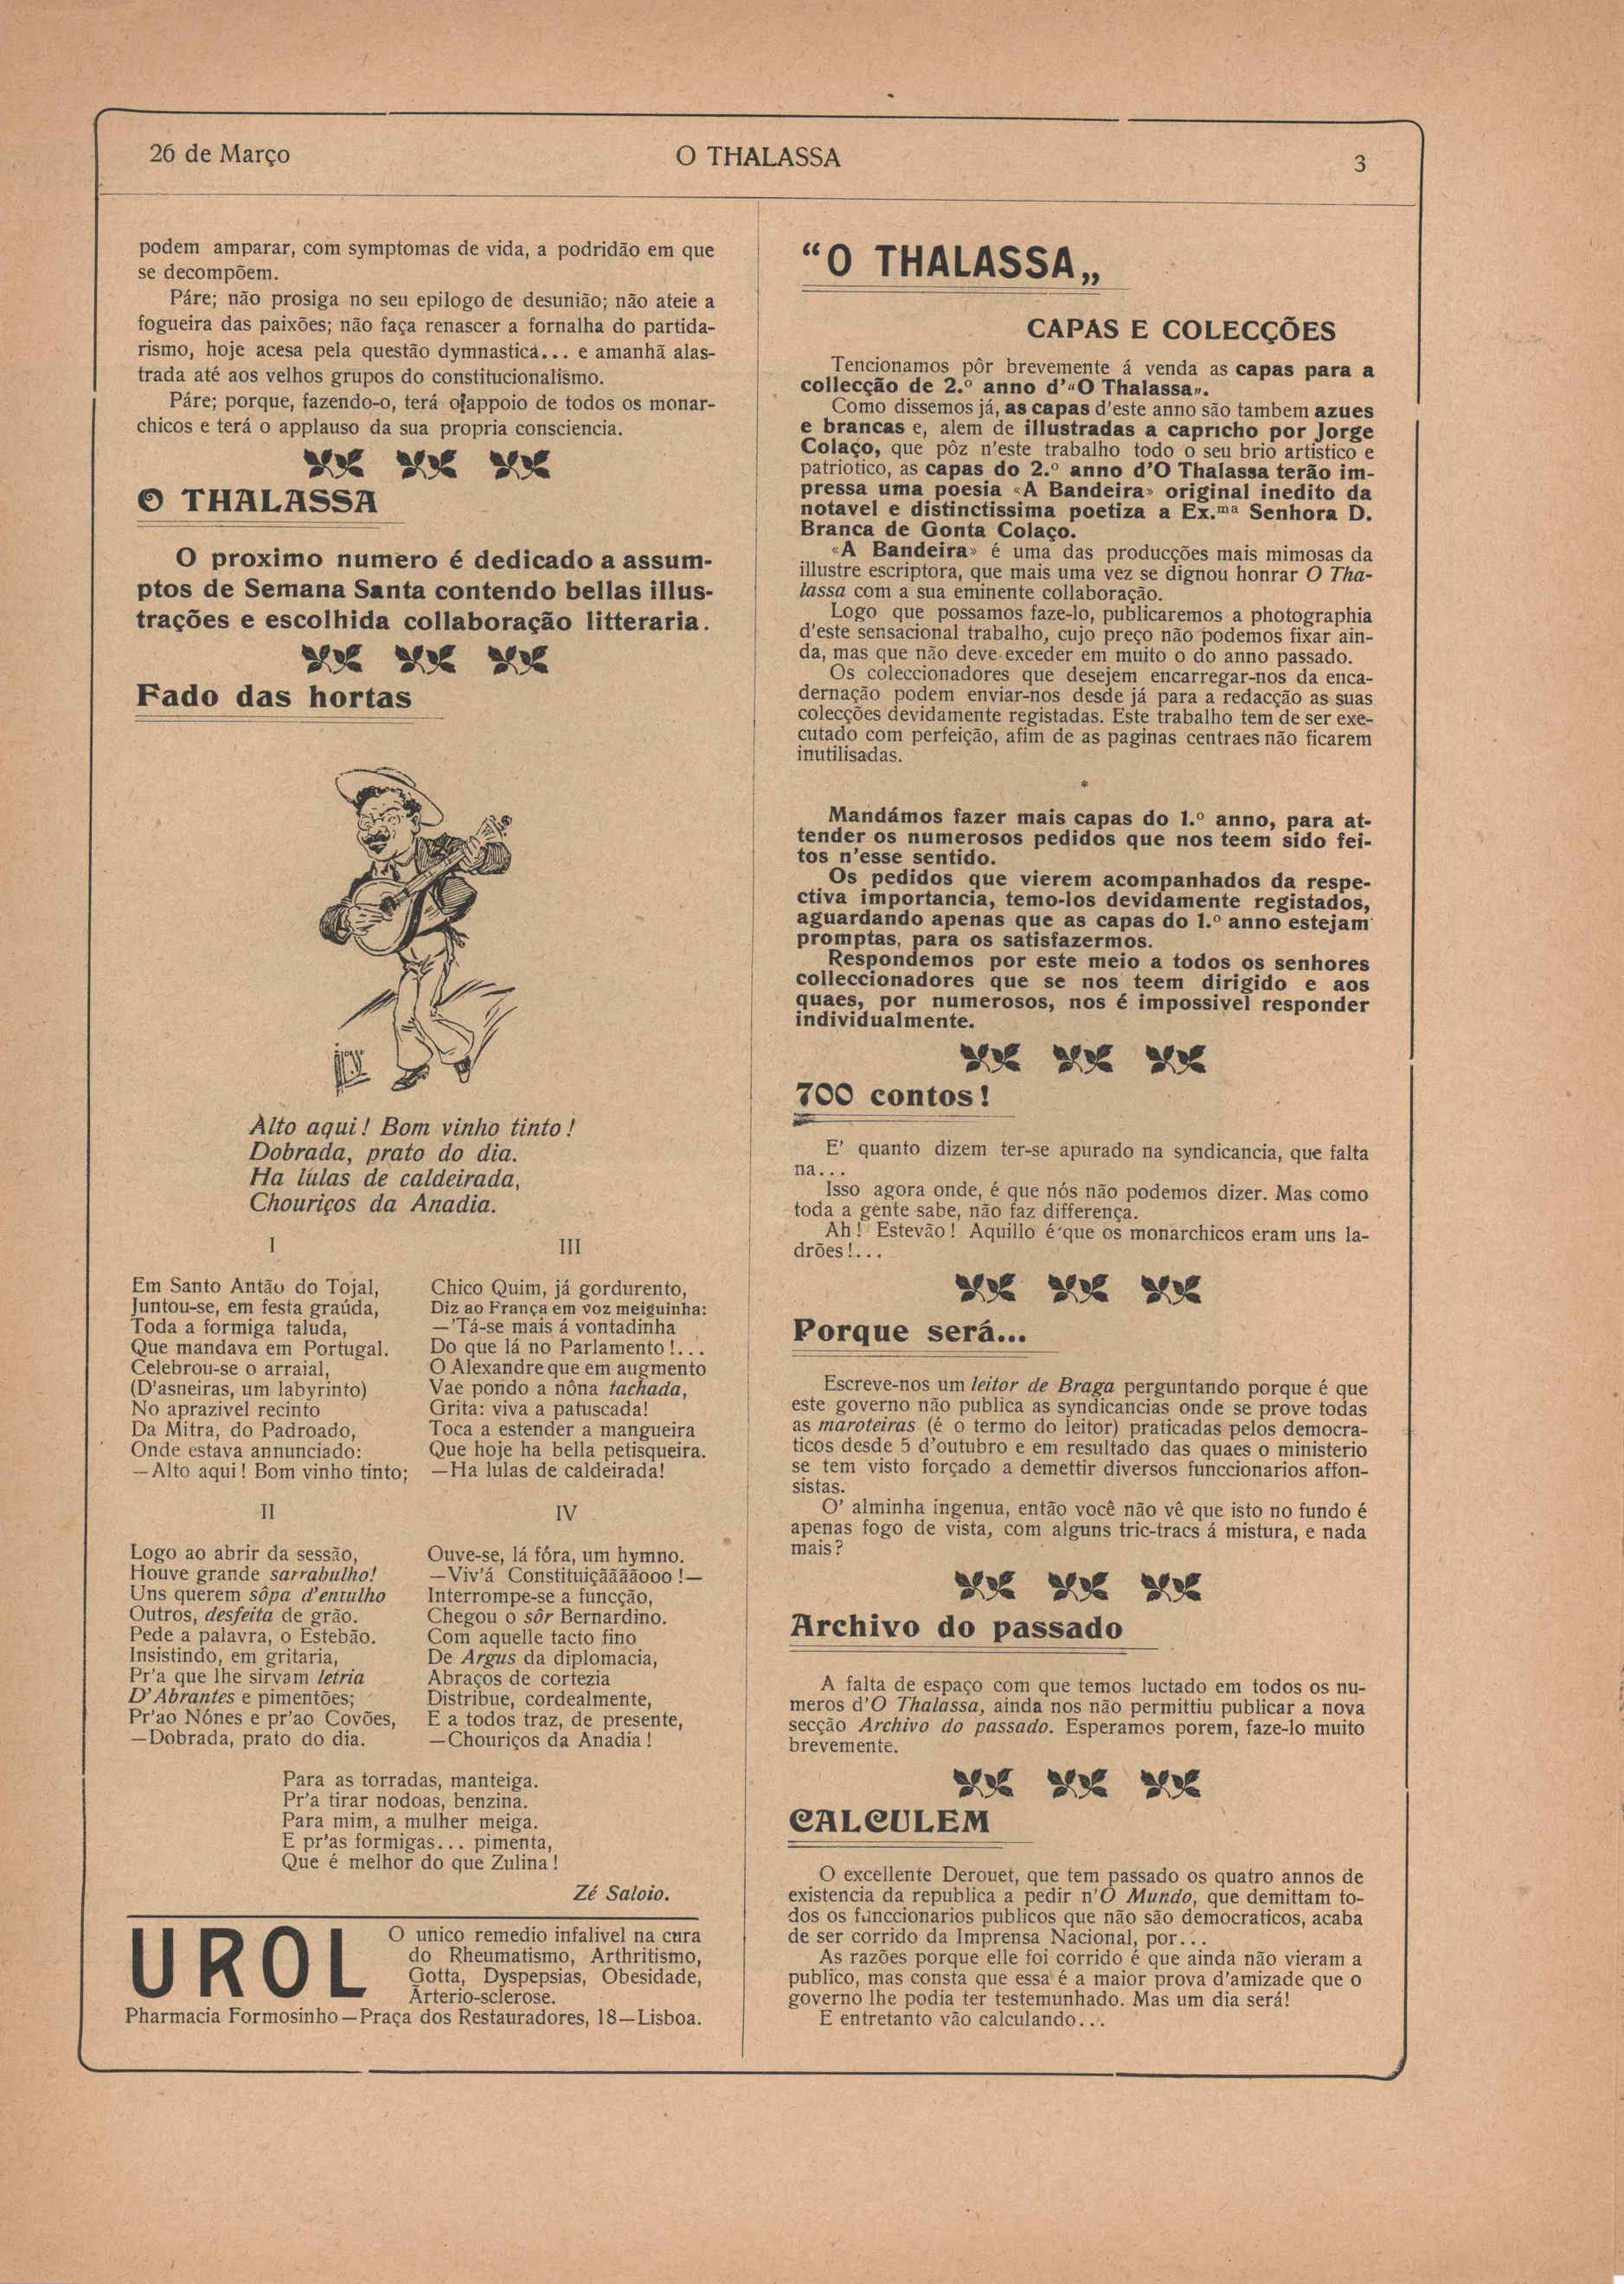 26 de Março
O THALASSA
3
podem amparar, com symptomas de vida, a podridão em que
se decompõem.
Páre; não prosiga no seu epilogo de desunião; não ateie a
fogueira das paixões; não faça renascer a fornalha do partida-
rismo, hoje acesa pela questão dymnastica... e amanhã alas-
trada até aos velhos grupos do constitucionalismo.
Páre; porque, fazendo-o, terá o appoio de todos os monar-
chicos e terá o applauso da sua propria consciencia.
O THALASSA
O proximo numero é dedicado a assum-
ptos de Semana Santa contendo bellas illus-
trações e escolhida collaboração litteraria.
Fado das hortas
Alto aqui! Bom vinho tinto!
Dobrada, prato do dia.
Ha lulas de caldeirada,
Chouriços da Anadia.
I
Em Santo Antão do Tojal,
Juntou-se, em festa graúda,
Toda a formiga taluda,
Que mandava em Portugal.
Celebrou-se o arraial,
(D'asneiras, um labyrinto)
No aprazivel recinto
Da Mitra, do Padroado,
Onde estava annunciado:
—Alto aqui! Bom vinho tinto;
II
Logo ao abrir da sessão,
Houve grande sarrabulho!
Uns querem sôpa d'entulho
Outros, desfeita de grão.
Pede a palavra, o Estebão.
Insistindo, em gritaria,
Pr'a que lhe sirvam letria
D'Abrantes e pimentões;
Pr'ao Nónes e pr'ao Covões,
—Dobrada, prato do dia.
III
Chico Quim, já gordurento,
Diz ao França em voz meiguinha:
—'Tá-se mais á vontadinha
Do que lá no Parlamento!...
O Alexandre que em augmento
Vae pondo a nôna tachada,
Grita: viva a patuscada!
Toca a estender a mangueira
Que hoje ha bella petisqueira.
—Ha lulas de caldeirada!
IV
Ouve-se, lá fóra, um hymno.
—Viv'á Constituiçãããããooo!—
Interrompe-se a funcção,
Chegou o sôr Bernardino.
Com aquelle tacto fino
De Argus da diplomacia,
Abraços de cortezia
Distribue, cordealmente,
E a todos traz, de presente,
—Chouriços da Anadia!
Para as torradas, manteiga.
Pr'a tirar nodoas, benzina.
Para mim, a mulher meiga.
E pr'as formigas... pimenta,
Que é melhor do que Zulina!
Zé Saloio.
UROL
O unico remedio infalivel na cura
do Rheumatismo, Arthritismo,
Gotta, Dyspepsias, Obesidade,
Arterio-sclerose.
Pharmacia Formosinho—Praça dos Restauradores, 18—Lisboa.
“O THALASSA„
CAPAS E COLECÇÕES
Tencionamos pôr brevemente á venda as capas para a
collecção de 2.º anno d'«O Thalassa».
Como dissemos já, as capas d'este anno são tambem azues
e brancas e, alem de illustradas a capricho por Jorge
Colaço, que pôz n'este trabalho todo o seu brio artistico e
patriotico, as capas do 2.º anno d'O Thalassa terão im-
pressa uma poesia «A Bandeira» original inedito da
notavel e distinctissima poetiza a Ex.ma Senhora D.
Branca de Gonta Colaço.
«A Bandeira» é uma das producções mais mimosas da
illustre escriptora, que mais uma vez se dignou honrar O Tha-
lassa com a sua eminente collaboração.
Logo que possamos faze-lo, publicaremos a photographia
d'este sensacional trabalho, cujo preço não podemos fixar ain-
da, mas que não deve exceder em muito o do anno passado.
Os coleccionadores que desejem encarregar-nos da enca-
dernação podem enviar-nos desde já para a redacção as suas
colecções devidamente registadas. Este trabalho tem de ser exe-
cutado com perfeição, afim de as paginas centraes não ficarem
inutilisadas.
*
Mandámos fazer mais capas do 1.º anno, para at-
tender os numerosos pedidos que nos teem sido fei-
tos n'esse sentido.
Os pedidos que vierem acompanhados da respe-
ctiva importancia, temo-los devidamente registados,
aguardando apenas que as capas do 1.º anno estejam
promptas, para os satisfazermos.
Respondemos por este meio a todos os senhores
colleccionadores que se nos teem dirigido e aos
quaes, por numerosos, nos é impossivel responder
individualmente.
700 contos!
E' quanto dizem ter-se apurado na syndicancia, que falta
na...
Isso agora onde, é que nós não podemos dizer. Mas como
toda a gente sabe, não faz differença.
Ah! Estevão! Aquillo é que os monarchicos eram uns la-
drões!...
Porque será...
Escreve-nos um leitor de Braga perguntando porque é que
este governo não publica as syndicancias onde se prove todas
as maroteiras (é o termo do leitor) praticadas pelos democra-
ticos desde 5 d'outubro e em resultado das quaes o ministerio
se tem visto forçado a demettir diversos funccionarios affon-
sistas.
O' alminha ingenua, então você não vê que isto no fundo é
apenas fogo de vista, com alguns tric-tracs á mistura, e nada
mais?
Archivo do passado
A falta de espaço com que temos luctado em todos os nu-
meros d'O Thalassa, ainda nos não permittiu publicar a nova
secção Archivo do passado. Esperamos porem, faze-lo muito
brevemente.
CALCULEM
O excellente Derouet, que tem passado os quatro annos de
existencia da republica a pedir n'O Mundo, que demittam to-
dos os funccionarios publicos que não são democraticos, acaba
de ser corrido da Imprensa Nacional, por...
As razões porque elle foi corrido é que ainda não vieram a
publico, mas consta que essa é a maior prova d'amizade que o
governo lhe podia ter testemunhado. Mas um dia será!
E entretanto vão calculando...